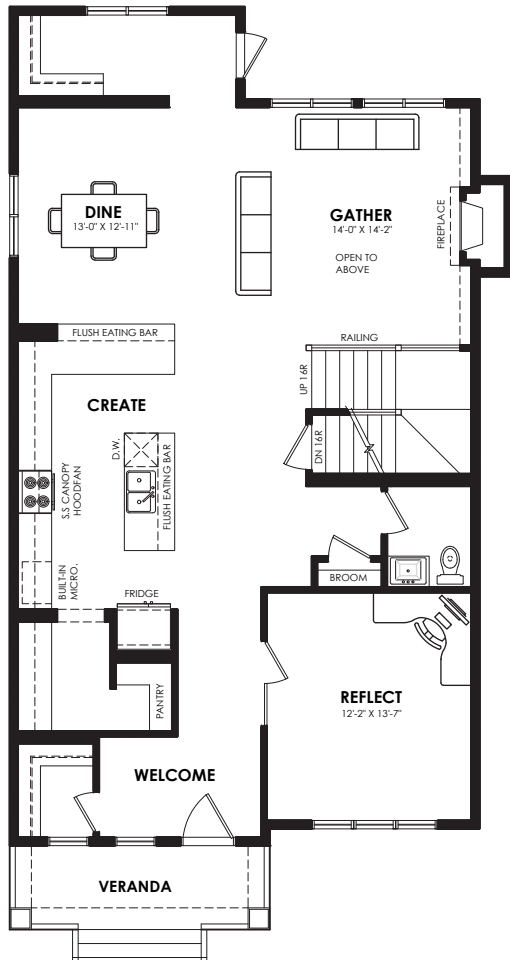 DINE
13'-0" X 12'-11"
GATHER
14'-0" X 14'-2"
OPEN TO
ABOVE
FIREPLACE
RAILING
FLUSH EATING BAR
UP 16R
CREATE
D.W.
DN 16R
FLUSH EATING BAR
S.S CANOPY
HOODFAN
BUILT-IN
MICRO.
FRIDGE
BROOM
PANTRY
REFLECT
12'-2" X 13'-7"
WELCOME
VERANDA